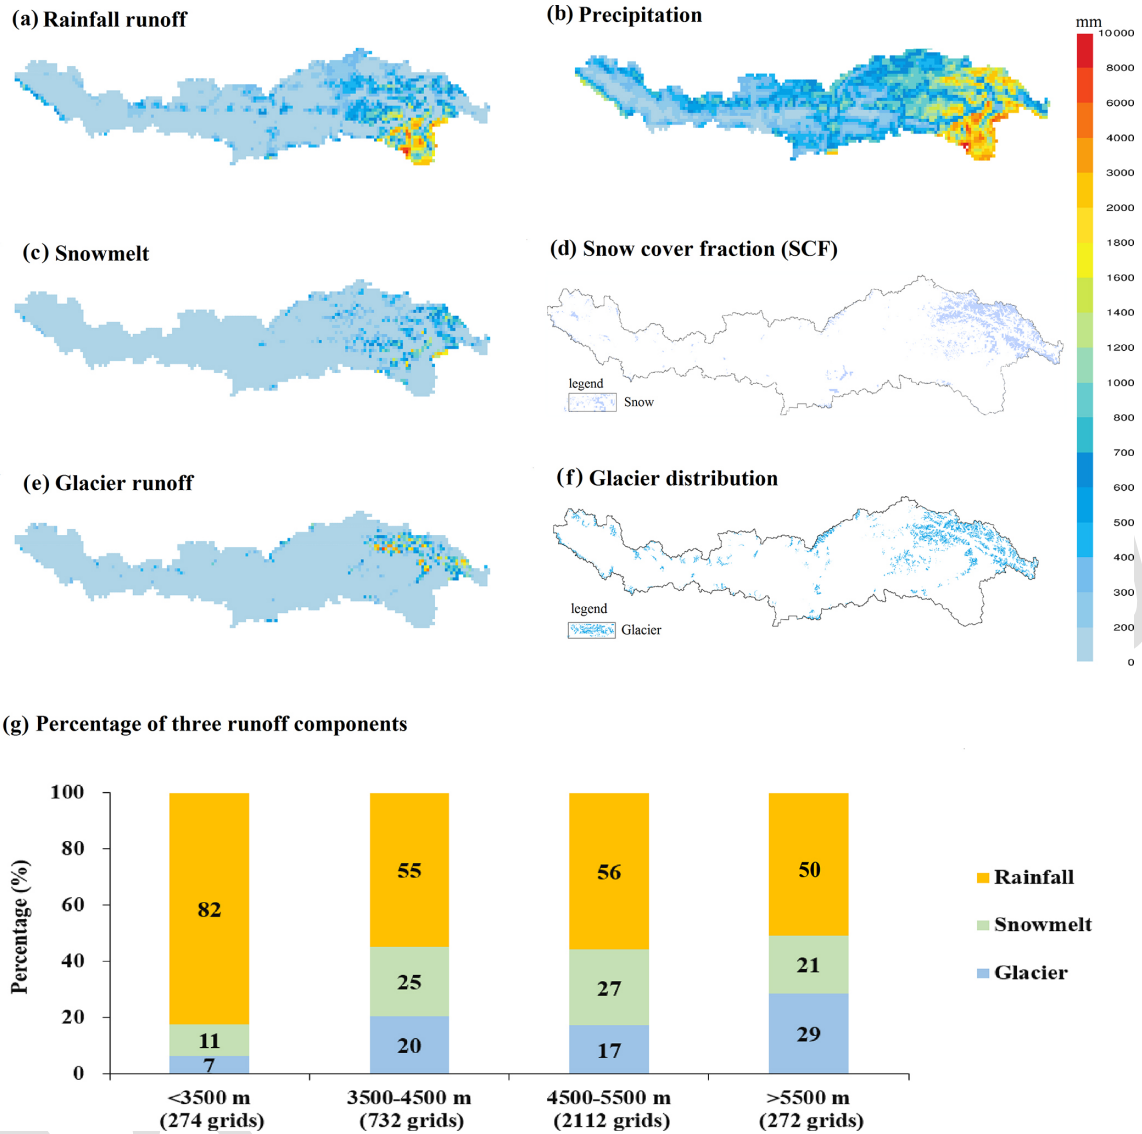 (a) Rainfall runoff
(b) Precipitation
mm
10000
8000
6000
4000
3000
2000
1800
1600
1400
1200
1000
800
700
600
500
400
300
200
0
(c) Snowmelt
(d) Snow cover fraction (SCF)
legend
Snow
(e) Glacier runoff
(f) Glacier distribution
legend
Glacier
(g) Percentage of three runoff components
Percentage (%)
100
80
60
40
20
0
82
11
7
55
25
20
56
27
17
50
21
29
<3500 m
(274 grids)
3500-4500 m
(732 grids)
4500-5500 m
(2112 grids)
>5500 m
(272 grids)
Rainfall
Snowmelt
Glacier